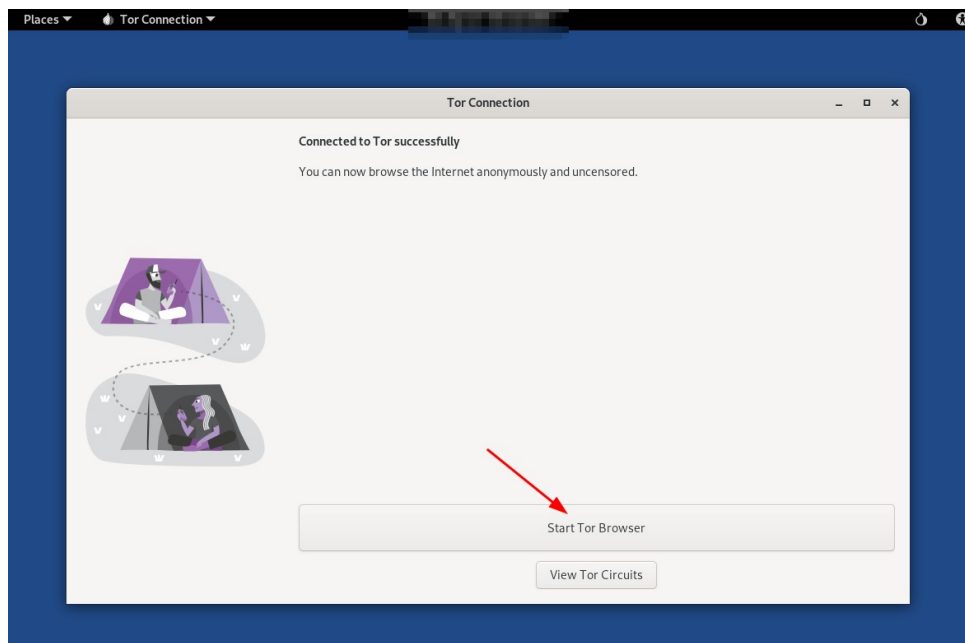 Places
Tor Connection
Tor Connection
Connected to Tor successfully
You can now browse the Internet anonymously and uncensored.
Start Tor Browser
View Tor Circuits